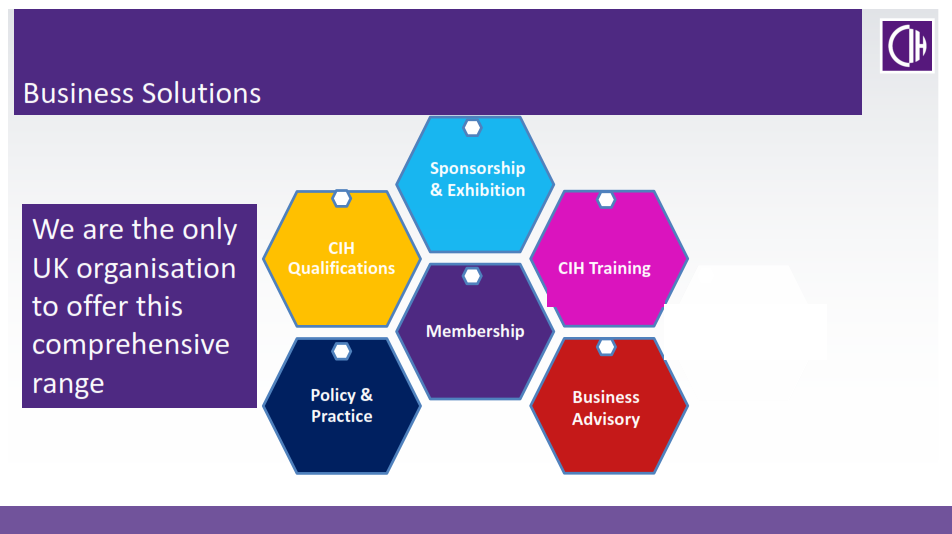 Business Solutions
CIH
We are the only
UK organisation
to offer this
comprehensive
range
Sponsorship
& Exhibition
CIH
Qualifications
CIH Training
Membership
Policy &
Practice
Business
Advisory